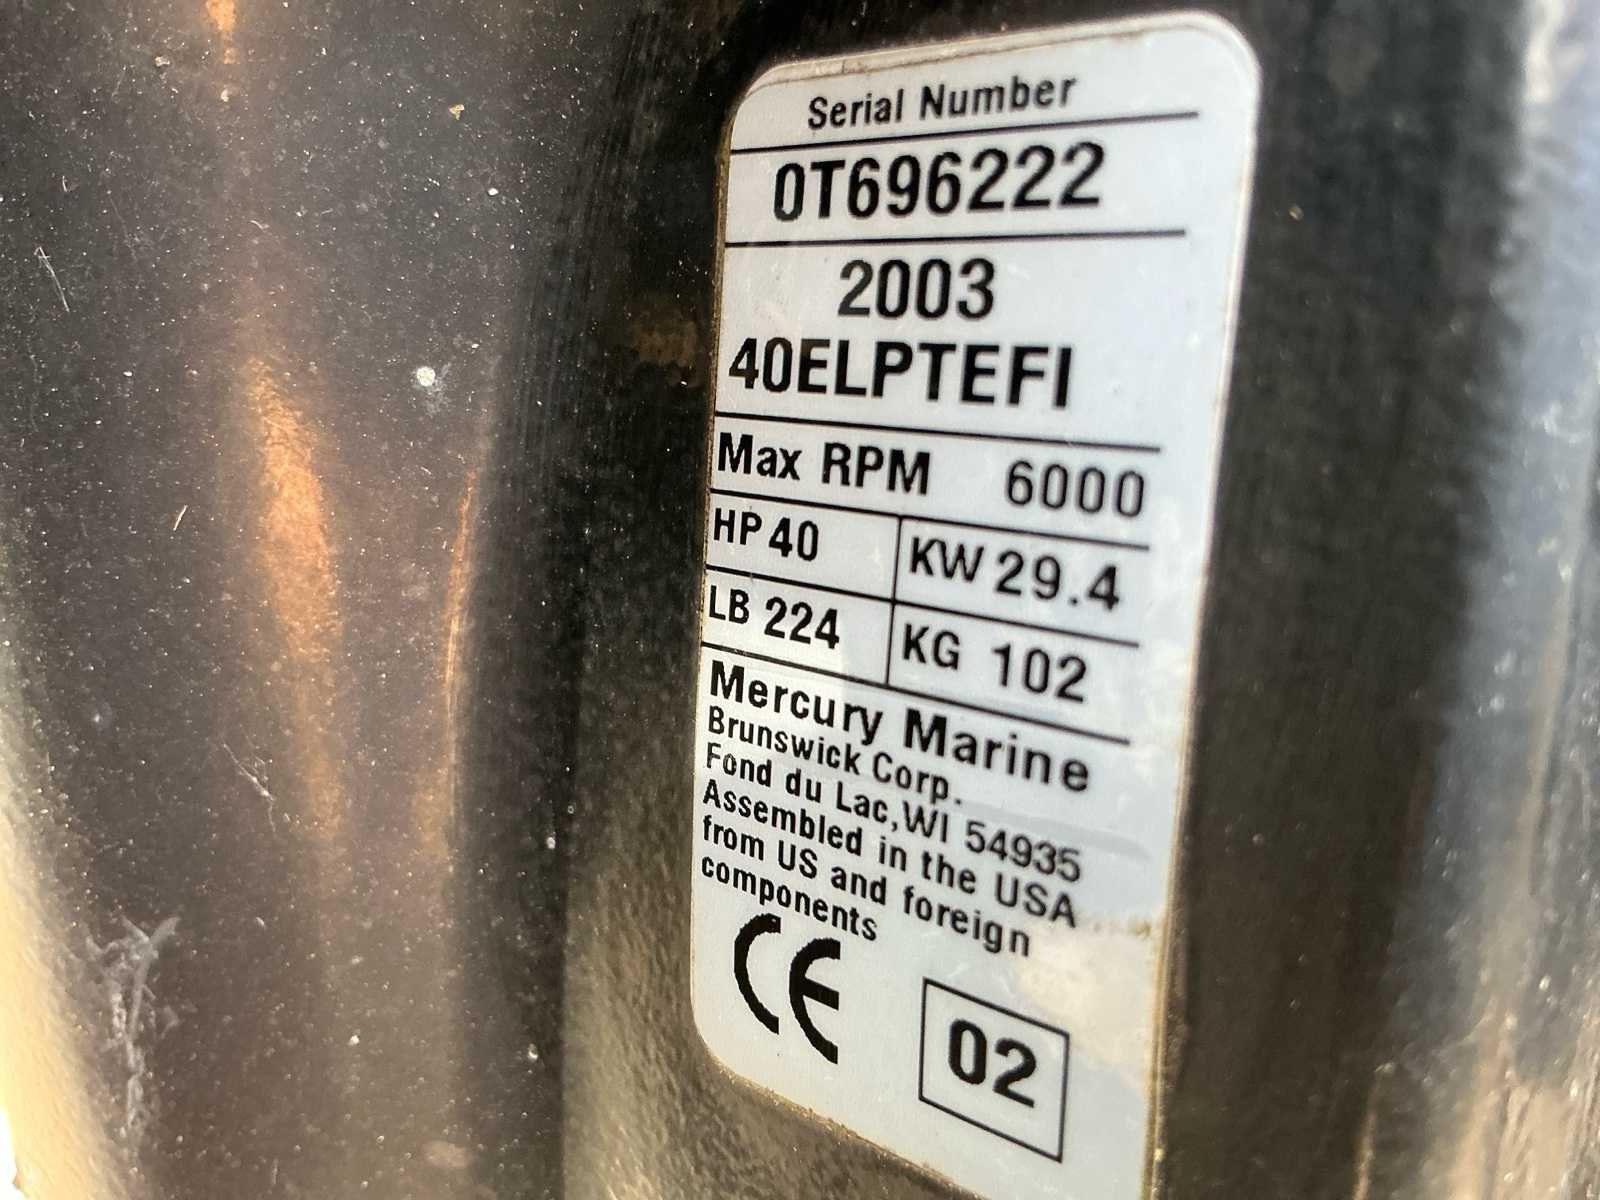 Serial Number
0T696222
2003
40ELPTEFI
Max RPM 6000
HP 40 KW 29.4
LB 224 KG 102
Mercury Marine
Brunswick Corp.
Fond du Lac, WI 54935
Assembled in the USA
from US and foreign
components
CE 02